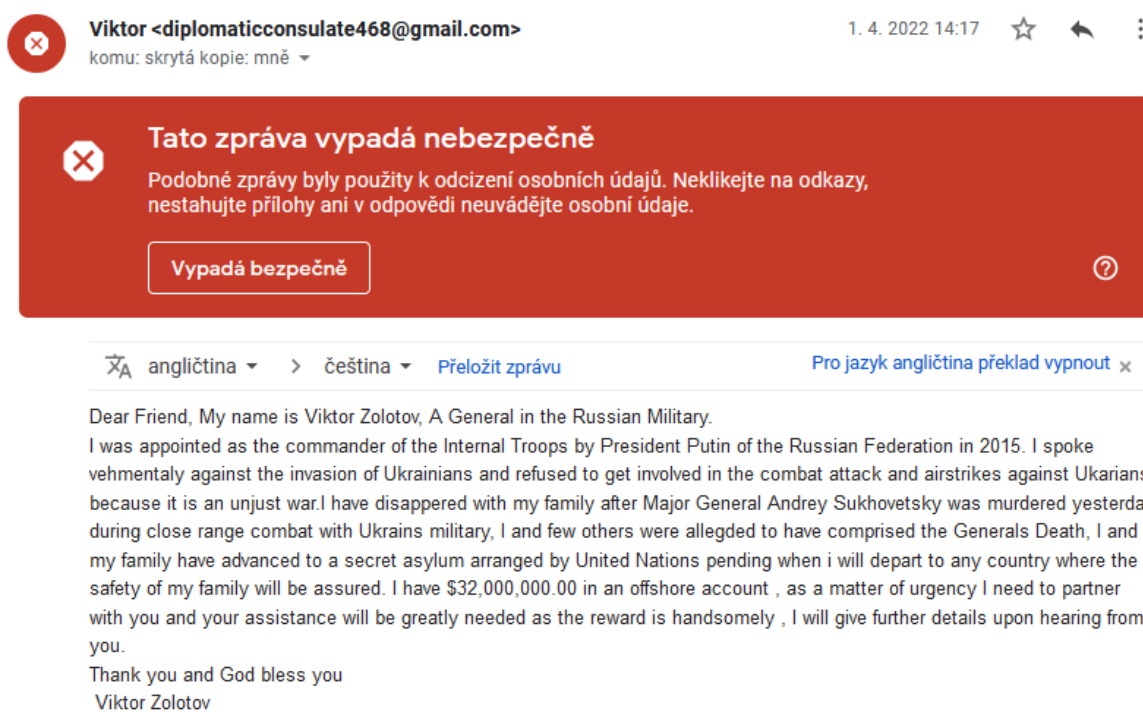 Viktor <diplomaticconsulate468@gmail.com>
1. 4. 2022 14:17
komu: skrytá kopie: mně
Tato zpráva vypadá nebezpečně
Podobné zprávy byly použity k odcizení osobních údajů. Neklikejte na odkazy,
nestahujte přílohy ani v odpovědi neuvádějte osobní údaje.
Vypadá bezpečně
angličtina > čeština Přeložit zprávu Pro jazyk angličtina překlad vypnout ×
Dear Friend, My name is Viktor Zolotov, A General in the Russian Military.
I was appointed as the commander of the Internal Troops by President Putin of the Russian Federation in 2015. I spoke
vehmentaly against the invasion of Ukrainians and refused to get involved in the combat attack and airstrikes against Ukarians
because it is an unjust war.I have disappered with my family after Major General Andrey Sukhovetsky was murdered yesterda
during close range combat with Ukrains military, I and few others were allegded to have comprised the Generals Death, I and
my family have advanced to a secret asylum arranged by United Nations pending when i will depart to any country where the
safety of my family will be assured. I have $32,000,000.00 in an offshore account , as a matter of urgency I need to partner
with you and your assistance will be greatly needed as the reward is handsomely , I will give further details upon hearing from
you.
Thank you and God bless you
Viktor Zolotov